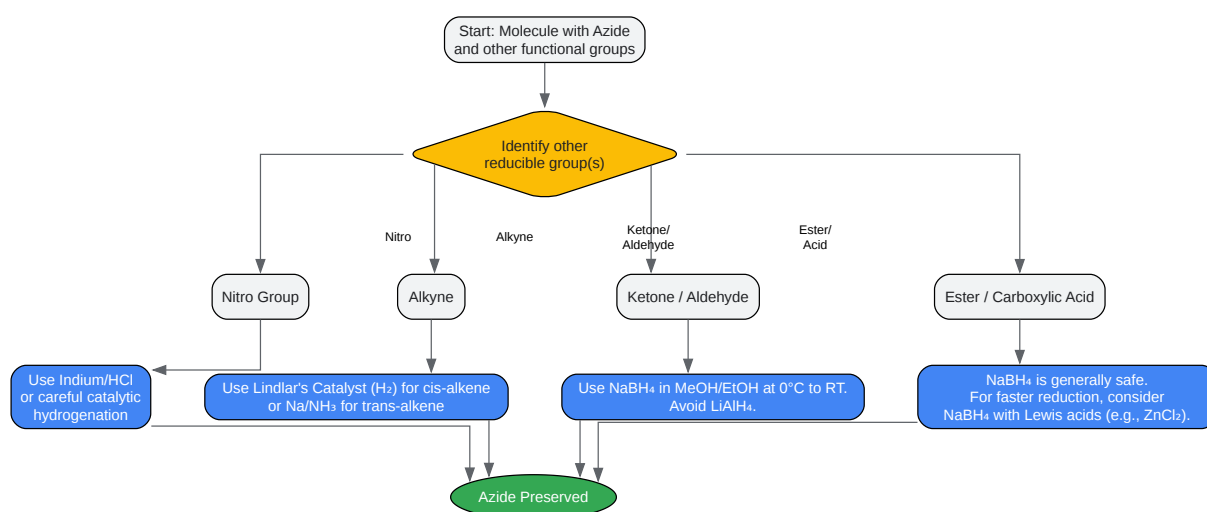 Start: Molecule with Azide
and other functional groups
Identify other
reducible group(s)
Nitro
Alkyne
Ketone/
Aldehyde
Ester/
Acid
Nitro Group
Alkyne
Ketone / Aldehyde
Ester / Carboxylic Acid
Use Indium/HCl
or careful catalytic
hydrogenation
Use Lindlar's Catalyst (H₂) for cis-alkene
or Na/NH₃ for trans-alkene
Use NaBH₄ in MeOH/EtOH at 0°C to RT.
Avoid LiAlH₄.
NaBH₄ is generally safe.
For faster reduction, consider
NaBH₄ with Lewis acids (e.g., ZnCl₂).
Azide Preserved